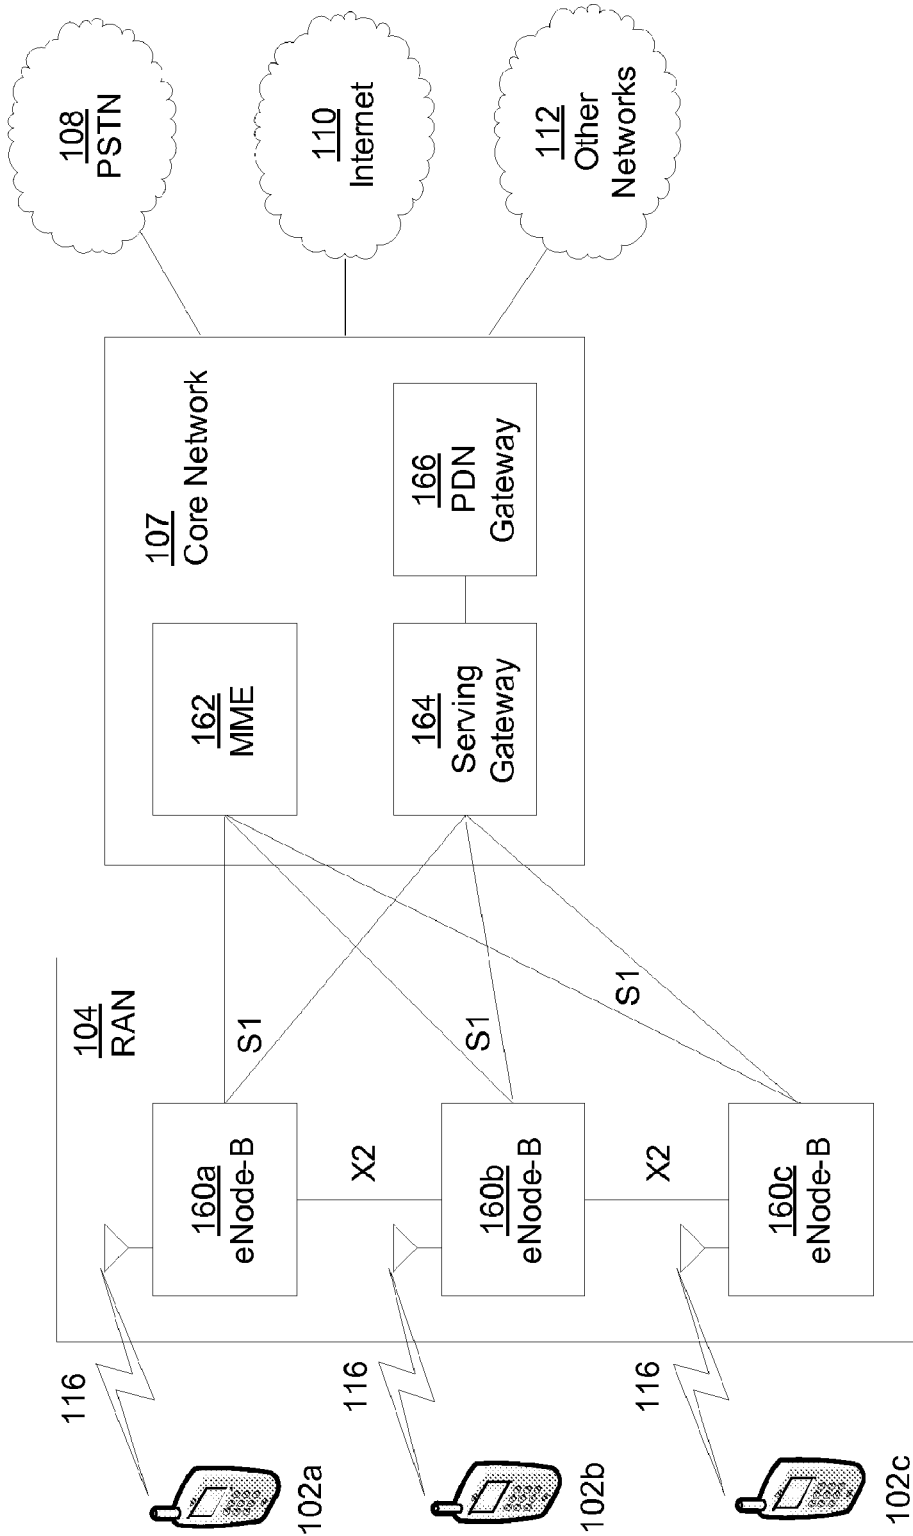 102a
116
104
RAN
160a
eNode-B
S1
X2
102b
116
160b
eNode-B
S1
X2
102c
116
160c
eNode-B
S1
107
Core Network
162
MME
164
Serving
Gateway
166
PDN
Gateway
108
PSTN
110
Internet
112
Other
Networks